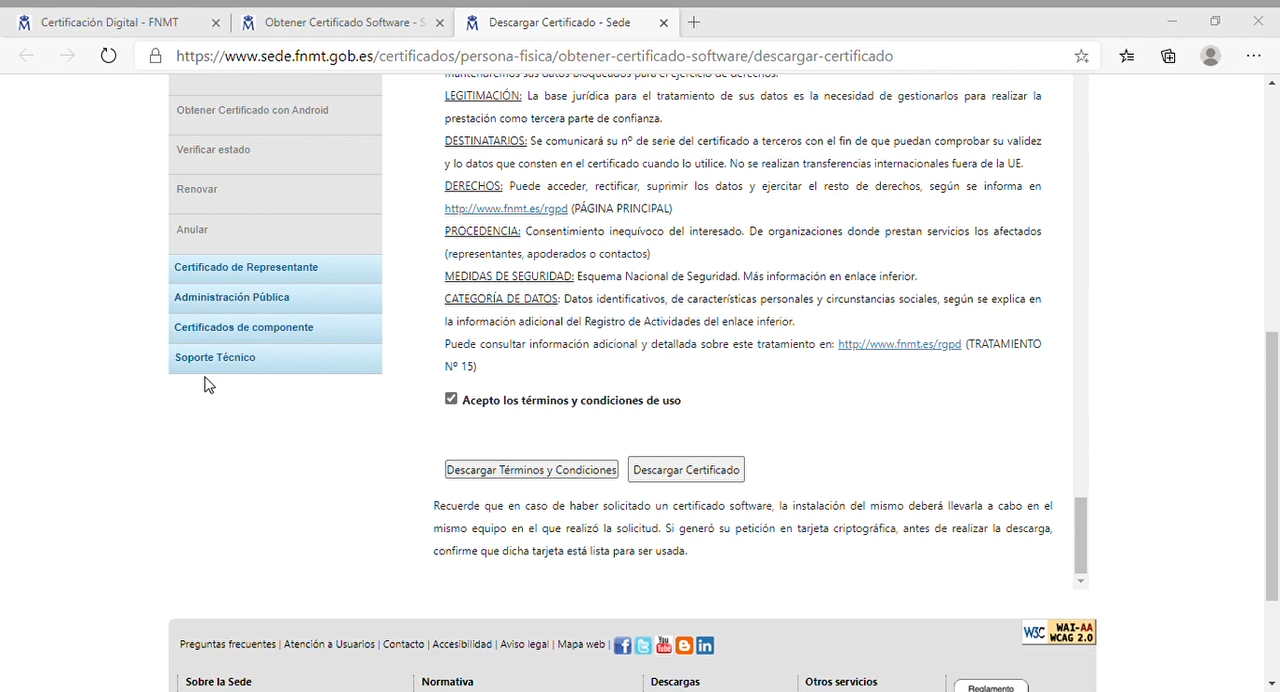 Certificación Digital - FNMT
Obtener Certificado Software - S
Descargar Certificado - Sede
https://www.sede.fnmt.gob.es/certificados/persona-fisica/obtener-certificado-software/descargar-certificado
Obtener Certificado con Android
Verificar estado
Renovar
Anular
Certificado de Representante
Administración Pública
Certificados de componente
Soporte Técnico
mantendremos sus datos bloqueados para el ejercicio de derechos.
LEGITIMACIÓN: La base jurídica para el tratamiento de sus datos es la necesidad de gestionarlos para realizar la
prestación como tercera parte de confianza.
DESTINATARIOS: Se comunicará su nº de serie del certificado a terceros con el fin de que puedan comprobar su validez
y lo datos que consten en el certificado cuando lo utilice. No se realizan transferencias internacionales fuera de la UE.
DERECHOS: Puede acceder, rectificar, suprimir los datos y ejercitar el resto de derechos, según se informa en
http://www.fnmt.es/rgpd (PÁGINA PRINCIPAL)
PROCEDENCIA: Consentimiento inequívoco del interesado. De organizaciones donde prestan servicios los afectados
(representantes, apoderados o contactos)
MEDIDAS DE SEGURIDAD: Esquema Nacional de Seguridad. Más información en enlace inferior.
CATEGORÍA DE DATOS: Datos identificativos, de características personales y circunstancias sociales, según se explica en
la información adicional del Registro de Actividades del enlace inferior.
Puede consultar información adicional y detallada sobre este tratamiento en: http://www.fnmt.es/rgpd (TRATAMIENTO
Nº 15)
Acepto los términos y condiciones de uso
Descargar Términos y Condiciones
Descargar Certificado
Recuerde que en caso de haber solicitado un certificado software, la instalación del mismo deberá llevarla a cabo en el
mismo equipo en el que realizó la solicitud. Si generó su petición en tarjeta criptográfica, antes de realizar la descarga,
confirme que dicha tarjeta está lista para ser usada.
W3C WAI-AA
WCAG 2.0
Preguntas frecuentes | Atención a Usuarios | Contacto | Accesibilidad | Aviso legal | Mapa web |
Sobre la Sede
Normativa
Descargas
Otros servicios
Reglamento